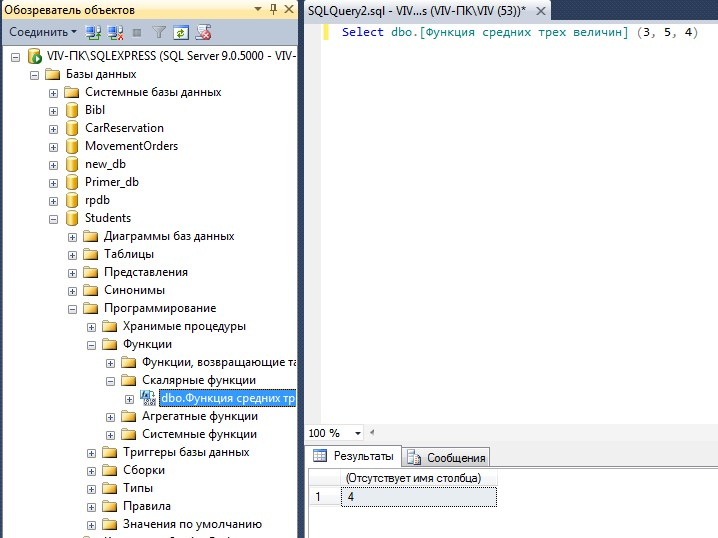 Обозреватель объектов
Соединить
VIV-ПК\SQLEXPRESS (SQL Server 9.0.5000 - VIV-
Базы данных
Системные базы данных
Bibl
CarReservation
MovementOrders
new_db
Primer_db
rpdb
Students
Диаграммы баз данных
Таблицы
Представления
Синонимы
Программирование
Хранимые процедуры
Функции
Функции, возвращающие та
Скалярные функции
dbo.Функция средних тр
Агрегатные функции
Системные функции
Триггеры базы данных
Сборки
Типы
Правила
Значения по умолчанию
SQLQuery2.sql - VIV...s (VIV-ПК\VIV (53))*
Select dbo.[Функция средних трех величин] (3, 5, 4)
100 %
Результаты
Сообщения
(Отсутствует имя столбца)
1 4